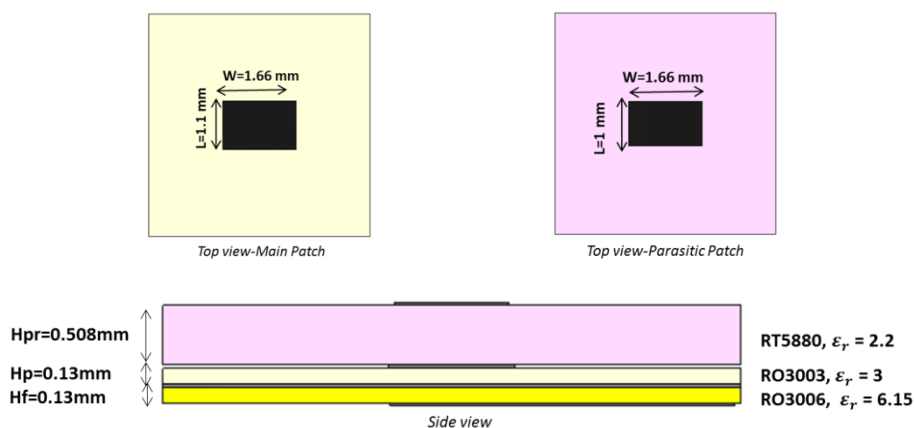 W=1.66 mm
L=1.1 mm
Top view-Main Patch
W=1.66 mm
L=1 mm
Top view-Parasitic Patch
Hpr=0.508mm
Hp=0.13mm
Hf=0.13mm
RT5880, εr = 2.2
RO3003, εr = 3
RO3006, εr = 6.15
Side view